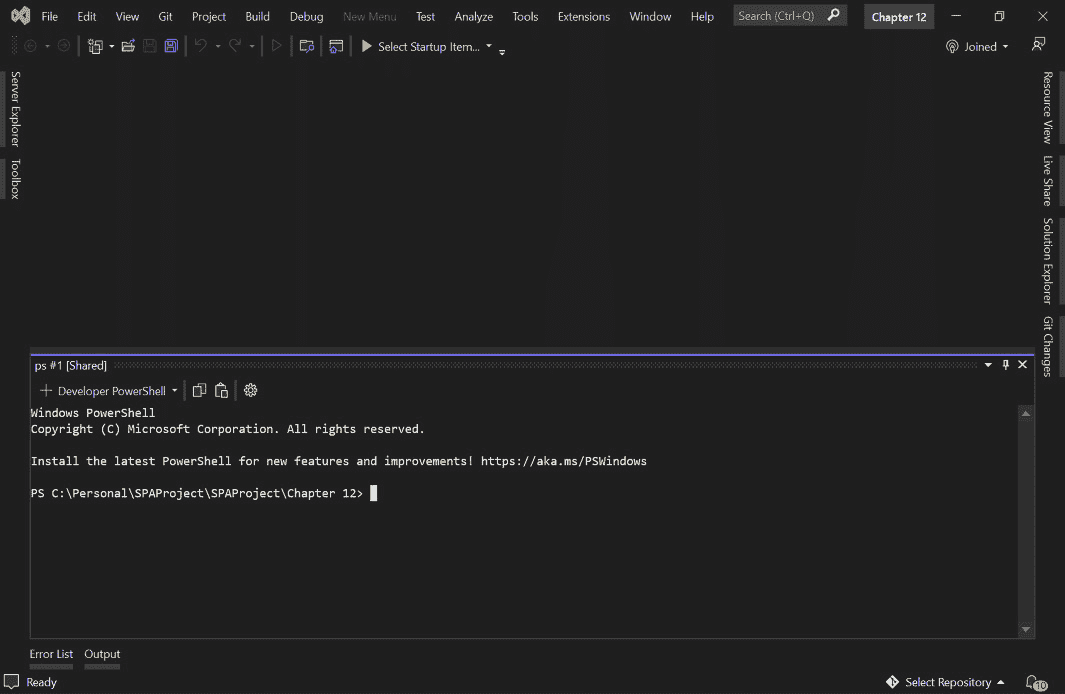 File Edit View Git Project Build Debug New Menu Test Analyze Tools Extensions Window Help Search (Ctrl+Q) Chapter 12
Select Startup Item... Joined
Server Explorer
Toolbox
Resource View
Live Share
Solution Explorer
Git Changes
ps #1 [Shared]
Developer PowerShell
Windows PowerShell
Copyright (C) Microsoft Corporation. All rights reserved.
Install the latest PowerShell for new features and improvements! https://aka.ms/PSWindows
PS C:\Personal\SPAProject\SPAProject\Chapter 12>
Error List Output
Ready Select Repository 10